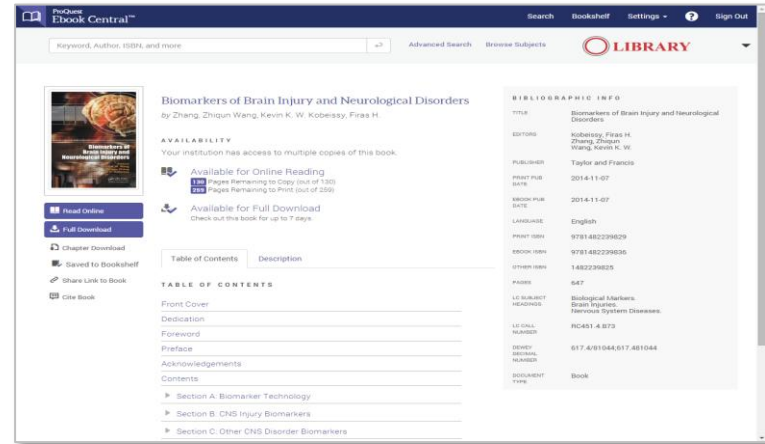 ProQuest
Ebook Central™
Search Bookshelf Settings ? Sign Out
Keyword, Author, ISBN, and more
Advanced Search Browse Subjects
LIBRARY
Biomarkers of
Brain Injury and
Neurological Disorders
Biomarkers of Brain Injury and Neurological Disorders
by Zhang, Zhiqun Wang, Kevin K. W. Kobeissy, Firas H.
AVAILABILITY
Your institution has access to multiple copies of this book.
Available for Online Reading
130 Pages Remaining to Copy (out of 130)
259 Pages Remaining to Print (out of 259)
Available for Full Download
Check out this book for up to 7 days.
Read Online
Full Download
Chapter Download
Saved to Bookshelf
Share Link to Book
Cite Book
Table of Contents Description
TABLE OF CONTENTS
Front Cover
Dedication
Foreword
Preface
Acknowledgements
Contents
Section A: Biomarker Technology
Section B: CNS Injury Biomarkers
Section C: Other CNS Disorder Biomarkers
BIBLIOGRAPHIC INFO
TITLE Biomarkers of Brain Injury and Neurological
Disorders
EDITORS Kobeissy, Firas H.
Zhang, Zhiqun
Wang, Kevin K. W.
PUBLISHER Taylor and Francis
PRINT PUB 2014-11-07
DATE
EBOOK PUB 2014-11-07
DATE
LANGUAGE English
PRINT ISBN 9781482239829
EBOOK ISBN 9781482239836
OTHER ISBN 1482239825
PAGES 647
LC SUBJECT Biological Markers.
HEADINGS Brain Injuries.
Nervous System Diseases.
LC CALL RC451.4.B73
NUMBER
DEWEY 617.4/81044;617.481044
DECIMAL
NUMBER
DOCUMENT Book
TYPE